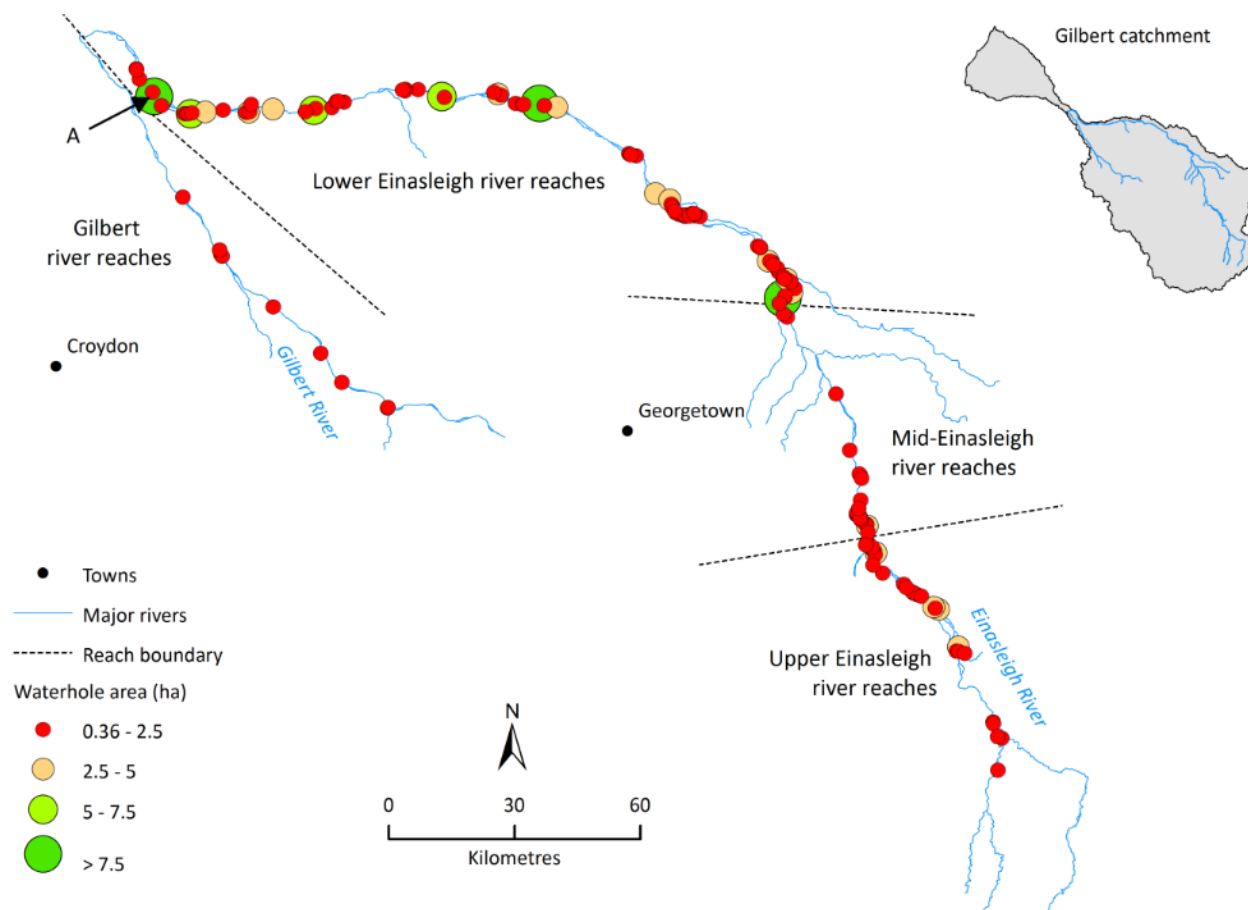 Gilbert catchment
A
Lower Einasleigh river reaches
Gilbert
river reaches
Croydon
Gilbert River
Georgetown
Mid-Einasleigh
river reaches
Towns
Major rivers
Reach boundary
Waterhole area (ha)
0.36 - 2.5
2.5 - 5
5 - 7.5
> 7.5
Upper Einasleigh
river reaches
Einasleigh River
N
0 30 60
Kilometres